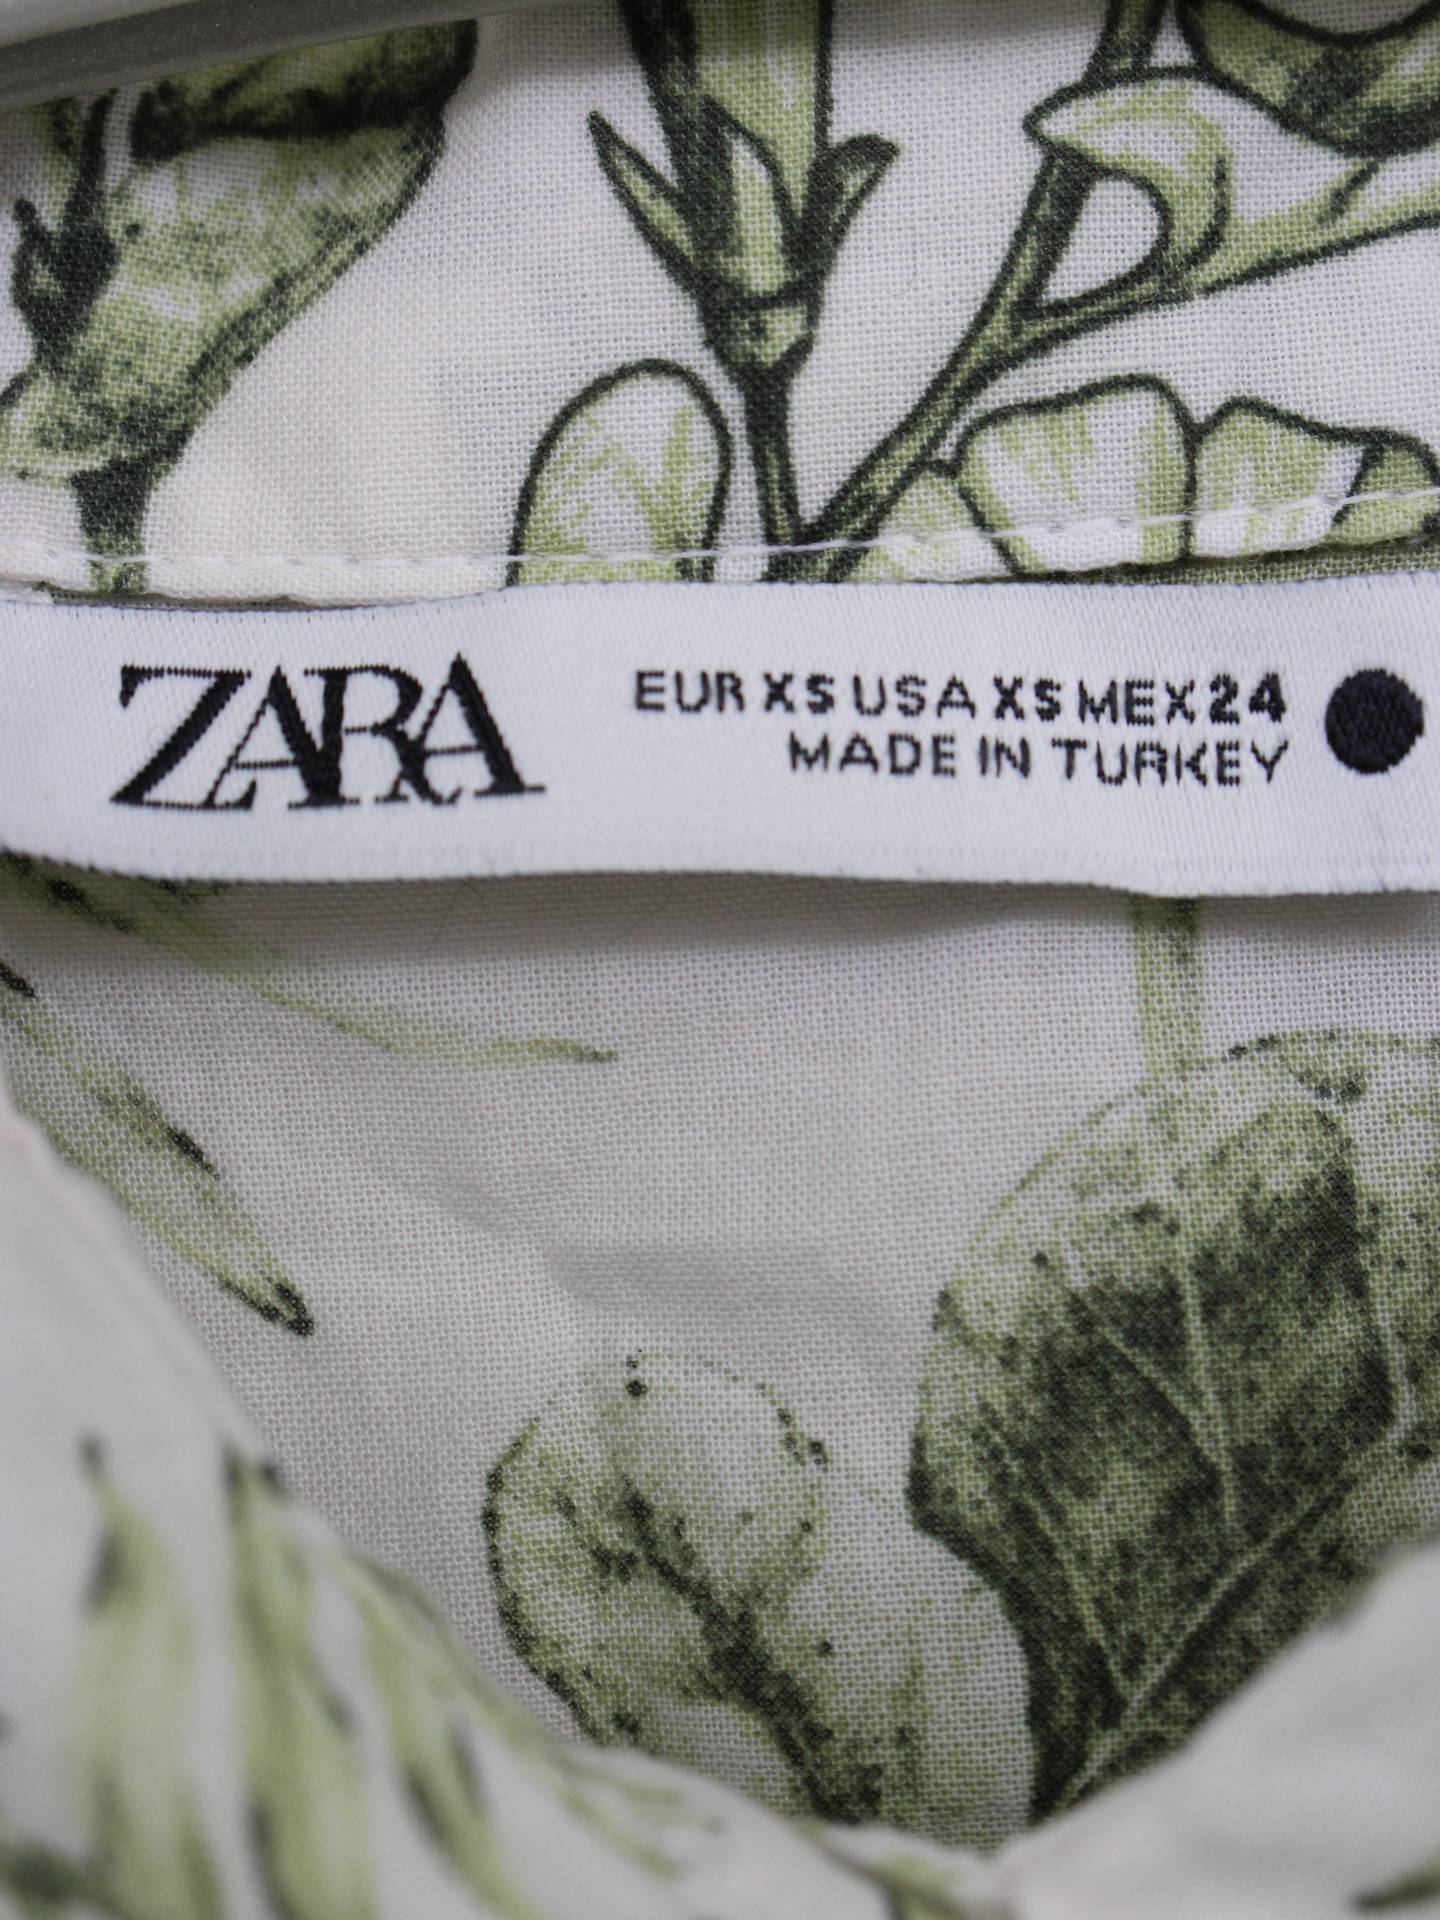 ZARA
EUR XS USA XS MEX 24
MADE IN TURKEY